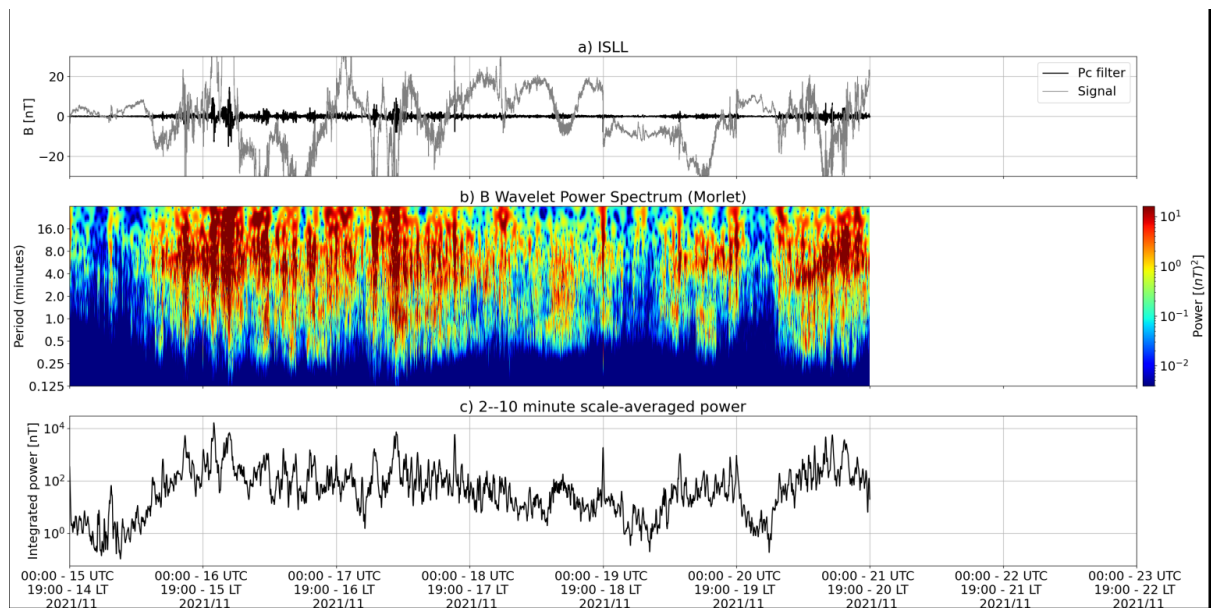 a) ISLL
20
0
−20
B [nT]
Pc filter
Signal
b) B Wavelet Power Spectrum (Morlet)
16.0
8.0
4.0
2.0
1.0
0.5
0.25
0.125
Period (minutes)
10¹
10⁰
10⁻¹
10⁻²
Power [(nT)²]
c) 2--10 minute scale-averaged power
10⁴
10²
10⁰
Integrated power [nT]
00:00 - 15 UTC 00:00 - 16 UTC 00:00 - 17 UTC 00:00 - 18 UTC 00:00 - 19 UTC 00:00 - 20 UTC 00:00 - 21 UTC 00:00 - 22 UTC 00:00 - 23 UTC
19:00 - 14 LT 19:00 - 15 LT 19:00 - 16 LT 19:00 - 17 LT 19:00 - 18 LT 19:00 - 19 LT 19:00 - 20 LT 19:00 - 21 LT 19:00 - 22 LT
2021/11 2021/11 2021/11 2021/11 2021/11 2021/11 2021/11 2021/11 2021/11